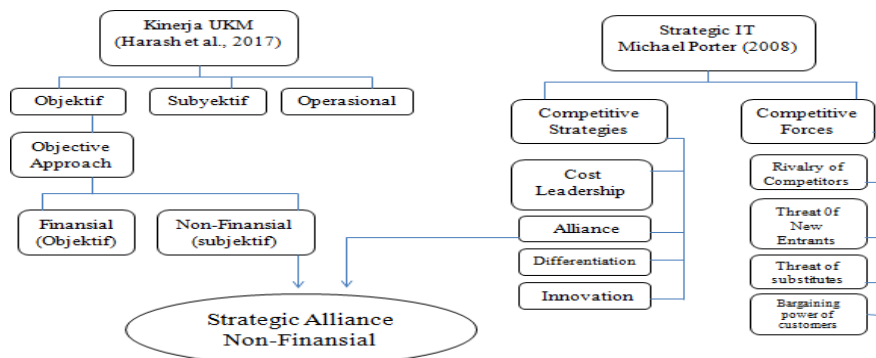 Kinerja UKM
(Harash et al., 2017)
Objektif
Subyektif
Operasional
Objective
Approach
Finansial
(Objektif)
Non-Finansial
(subjektif)
Strategic IT
Michael Porter (2008)
Competitive
Strategies
Cost
Leadership
Alliance
Differentiation
Innovation
Competitive
Forces
Rivalry of
Competitors
Threat 0f
New
Entrants
Threat of
substitutes
Bargaining
power of
customers
Strategic Alliance
Non-Finansial